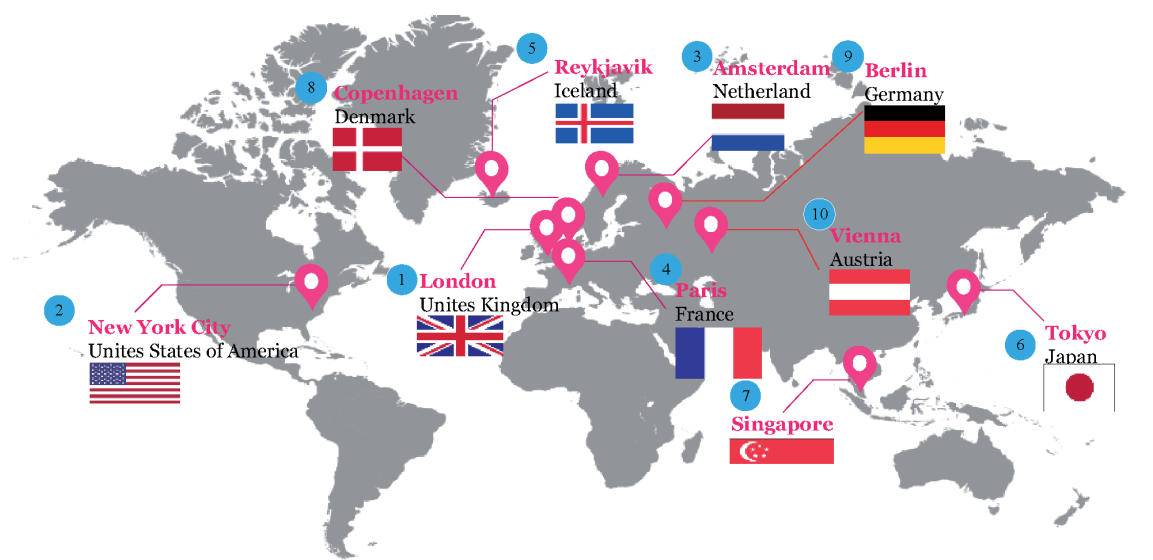 5
Reykjavik
Iceland
3
Amsterdam
Netherland
9
Berlin
Germany
8
Copenhagen
Denmark
10
Vienna
Austria
1
London
Unites Kingdom
4
Paris
France
2
New York City
Unites States of America
6
Tokyo
Japan
7
Singapore